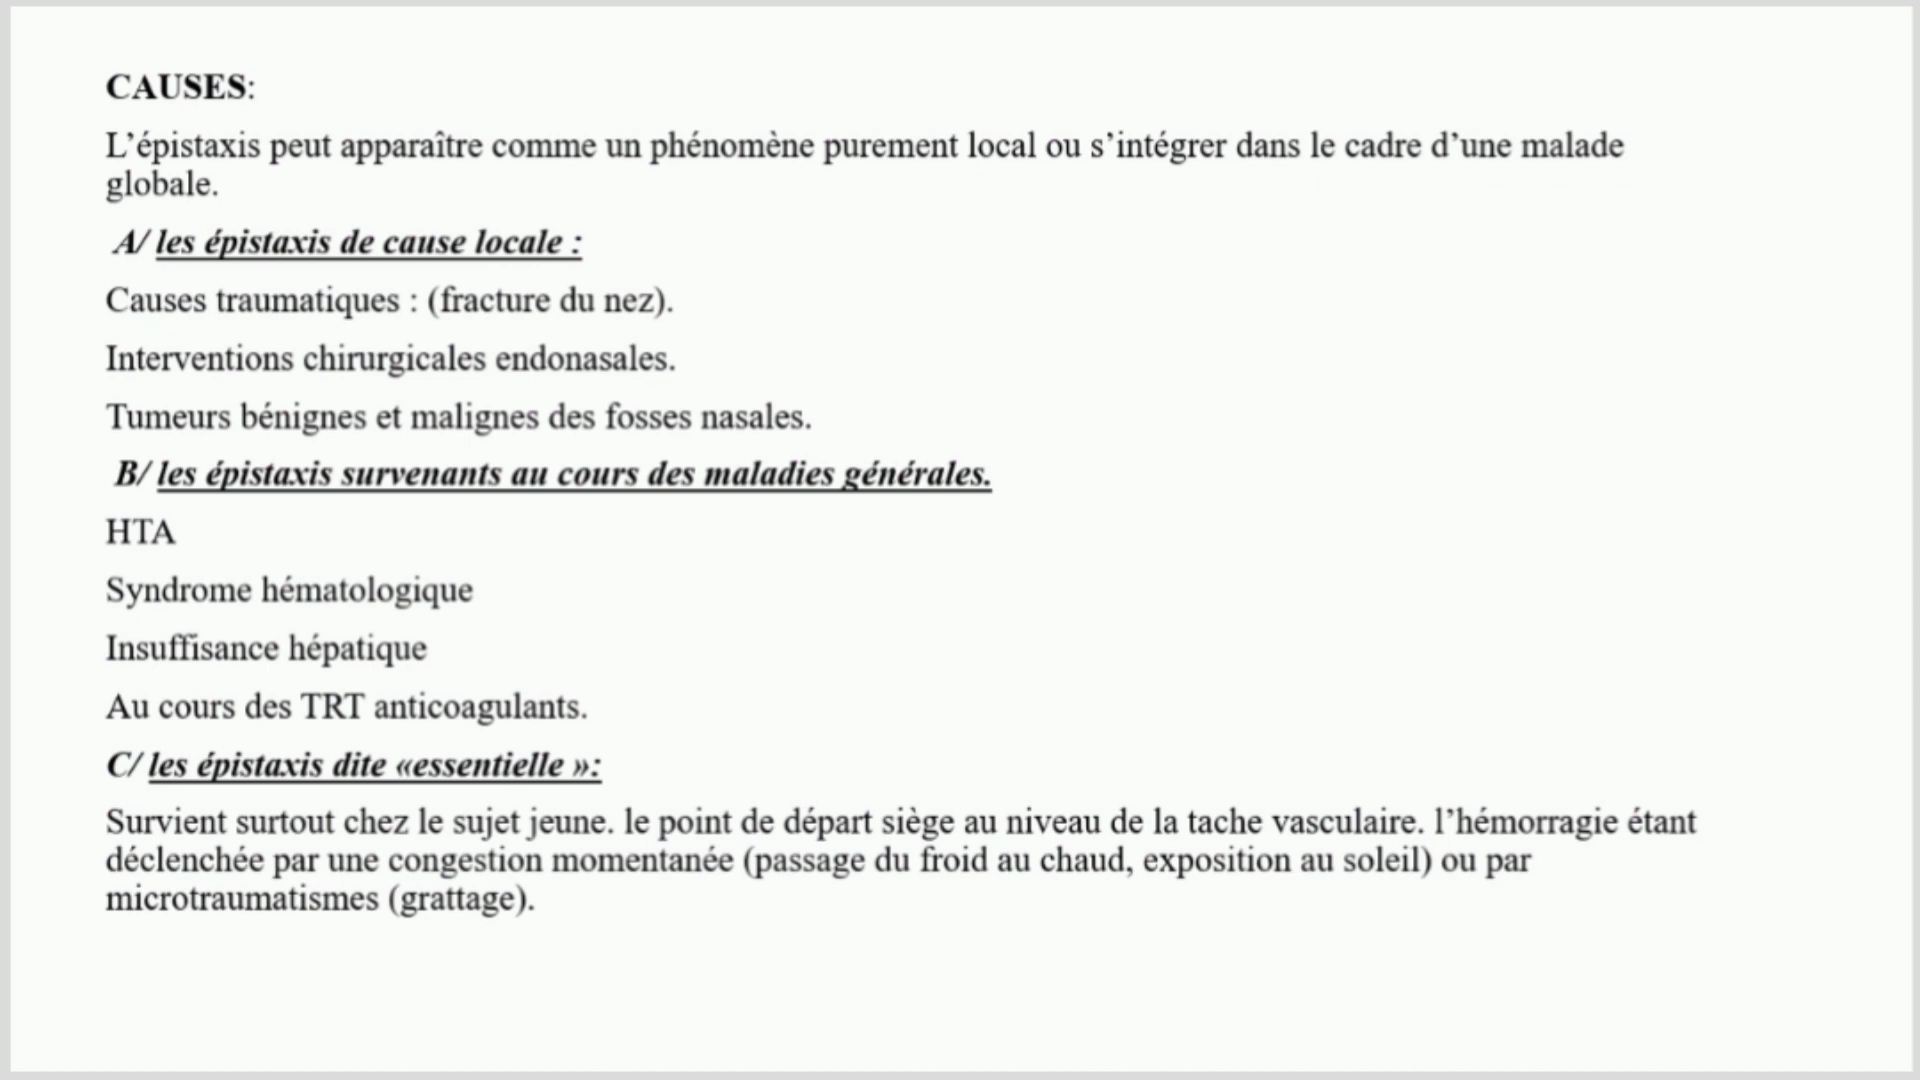 CAUSES:
L’épistaxis peut apparaître comme un phénomène purement local ou s’intégrer dans le cadre d’une malade
globale.
A/ les épistaxis de cause locale :
Causes traumatiques : (fracture du nez).
Interventions chirurgicales endonasales.
Tumeurs bénignes et malignes des fosses nasales.
B/ les épistaxis survenants au cours des maladies générales.
HTA
Syndrome hématologique
Insuffisance hépatique
Au cours des TRT anticoagulants.
C/ les épistaxis dite «essentielle »:
Survient surtout chez le sujet jeune. le point de départ siège au niveau de la tache vasculaire. l’hémorragie étant
déclenchée par une congestion momentanée (passage du froid au chaud, exposition au soleil) ou par
microtraumatismes (grattage).